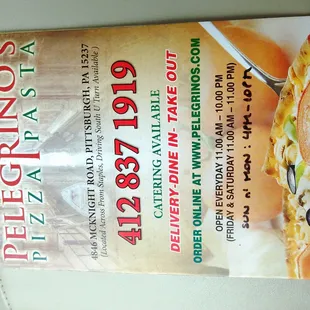 PELEGRINO'S
PIZZA PASTA
4846 MCKNIGHT ROAD, PITTSBURGH, PA 15237
(Located Across From Staples, Driving South U Turn Available)
412 837 1919
CATERING AVAILABLE
DELIVERY-DINE IN- TAKE OUT
ORDER ONLINE AT WWW.PELEGRINOS.COM
OPEN EVERYDAY 11.00 AM – 10.00 PM
(FRIDAY & SATURDAY 11.00 AM – 11.00 PM)
SUN N' MON: 4PM-10PM